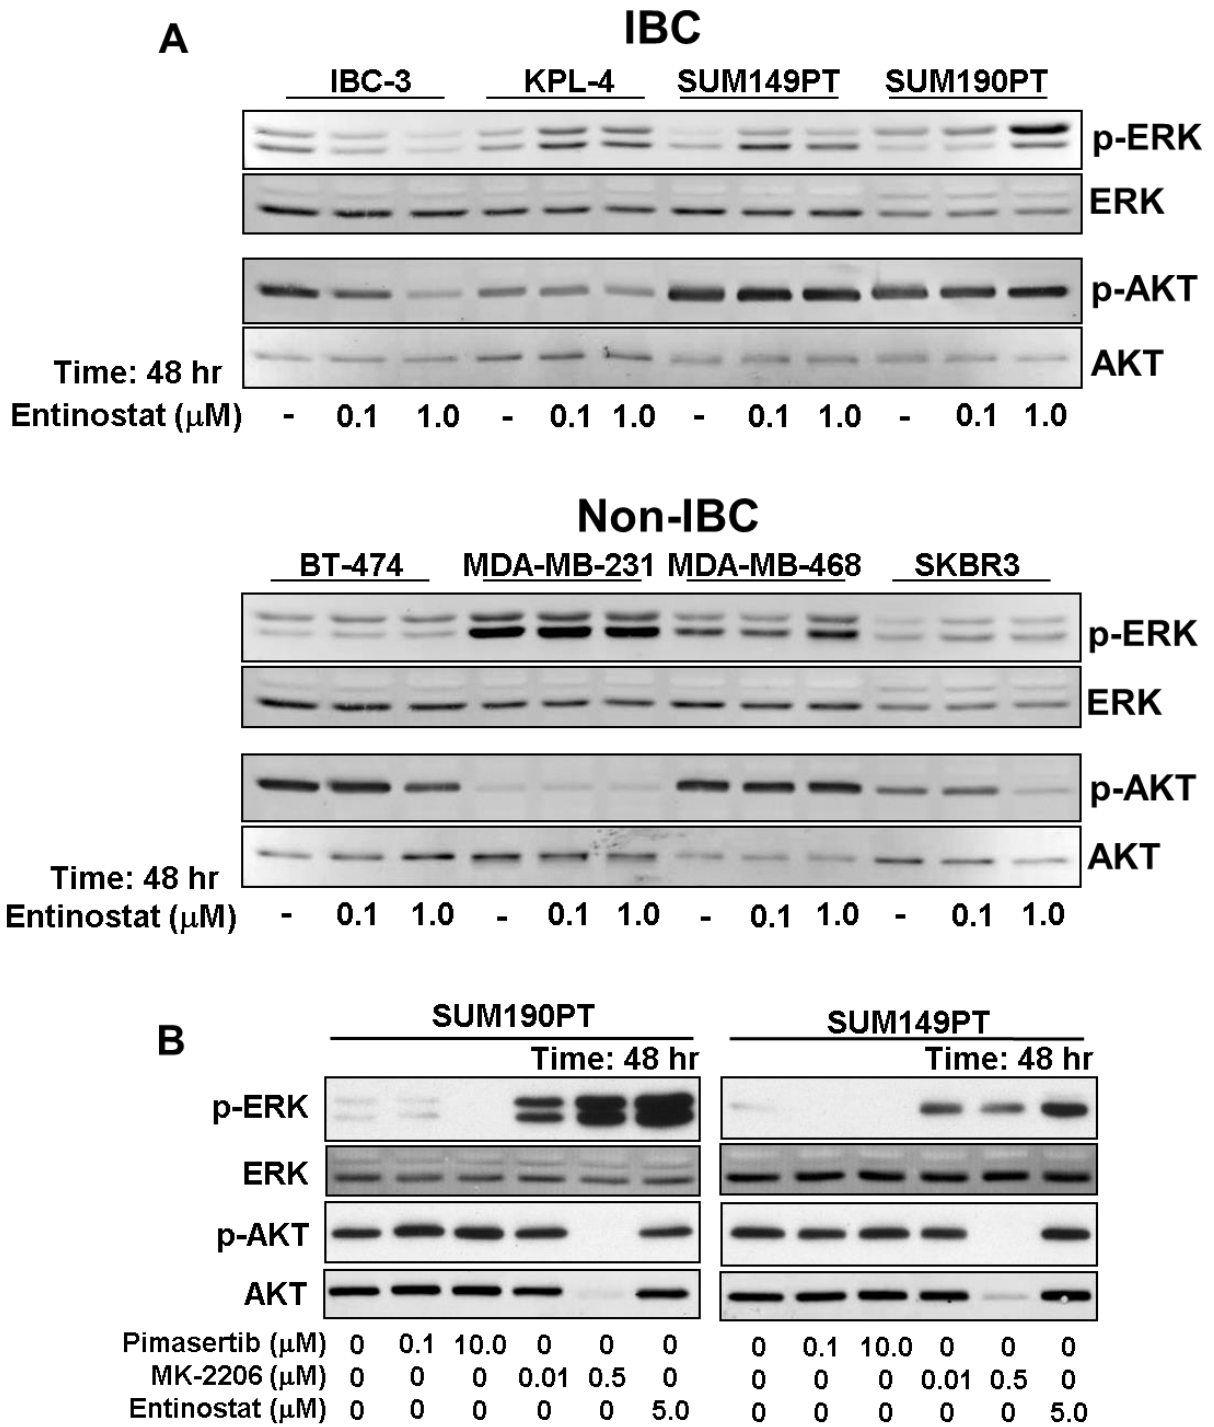 A
IBC
IBC-3 KPL-4 SUM149PT SUM190PT
p-ERK
ERK
p-AKT
AKT
Time: 48 hr
Entinostat (μM) - 0.1 1.0 - 0.1 1.0 - 0.1 1.0 - 0.1 1.0
Non-IBC
BT-474 MDA-MB-231 MDA-MB-468 SKBR3
p-ERK
ERK
p-AKT
AKT
Time: 48 hr
Entinostat (μM) - 0.1 1.0 - 0.1 1.0 - 0.1 1.0 - 0.1 1.0
B
SUM190PT SUM149PT
Time: 48 hr Time: 48 hr
p-ERK
ERK
p-AKT
AKT
Pimasertib (μM) 0 0.1 10.0 0 0 0 0 0.1 10.0 0 0 0
MK-2206 (μM) 0 0 0 0.01 0.5 0 0 0 0 0.01 0.5 0
Entinostat (μM) 0 0 0 0 0 5.0 0 0 0 0 0 5.0